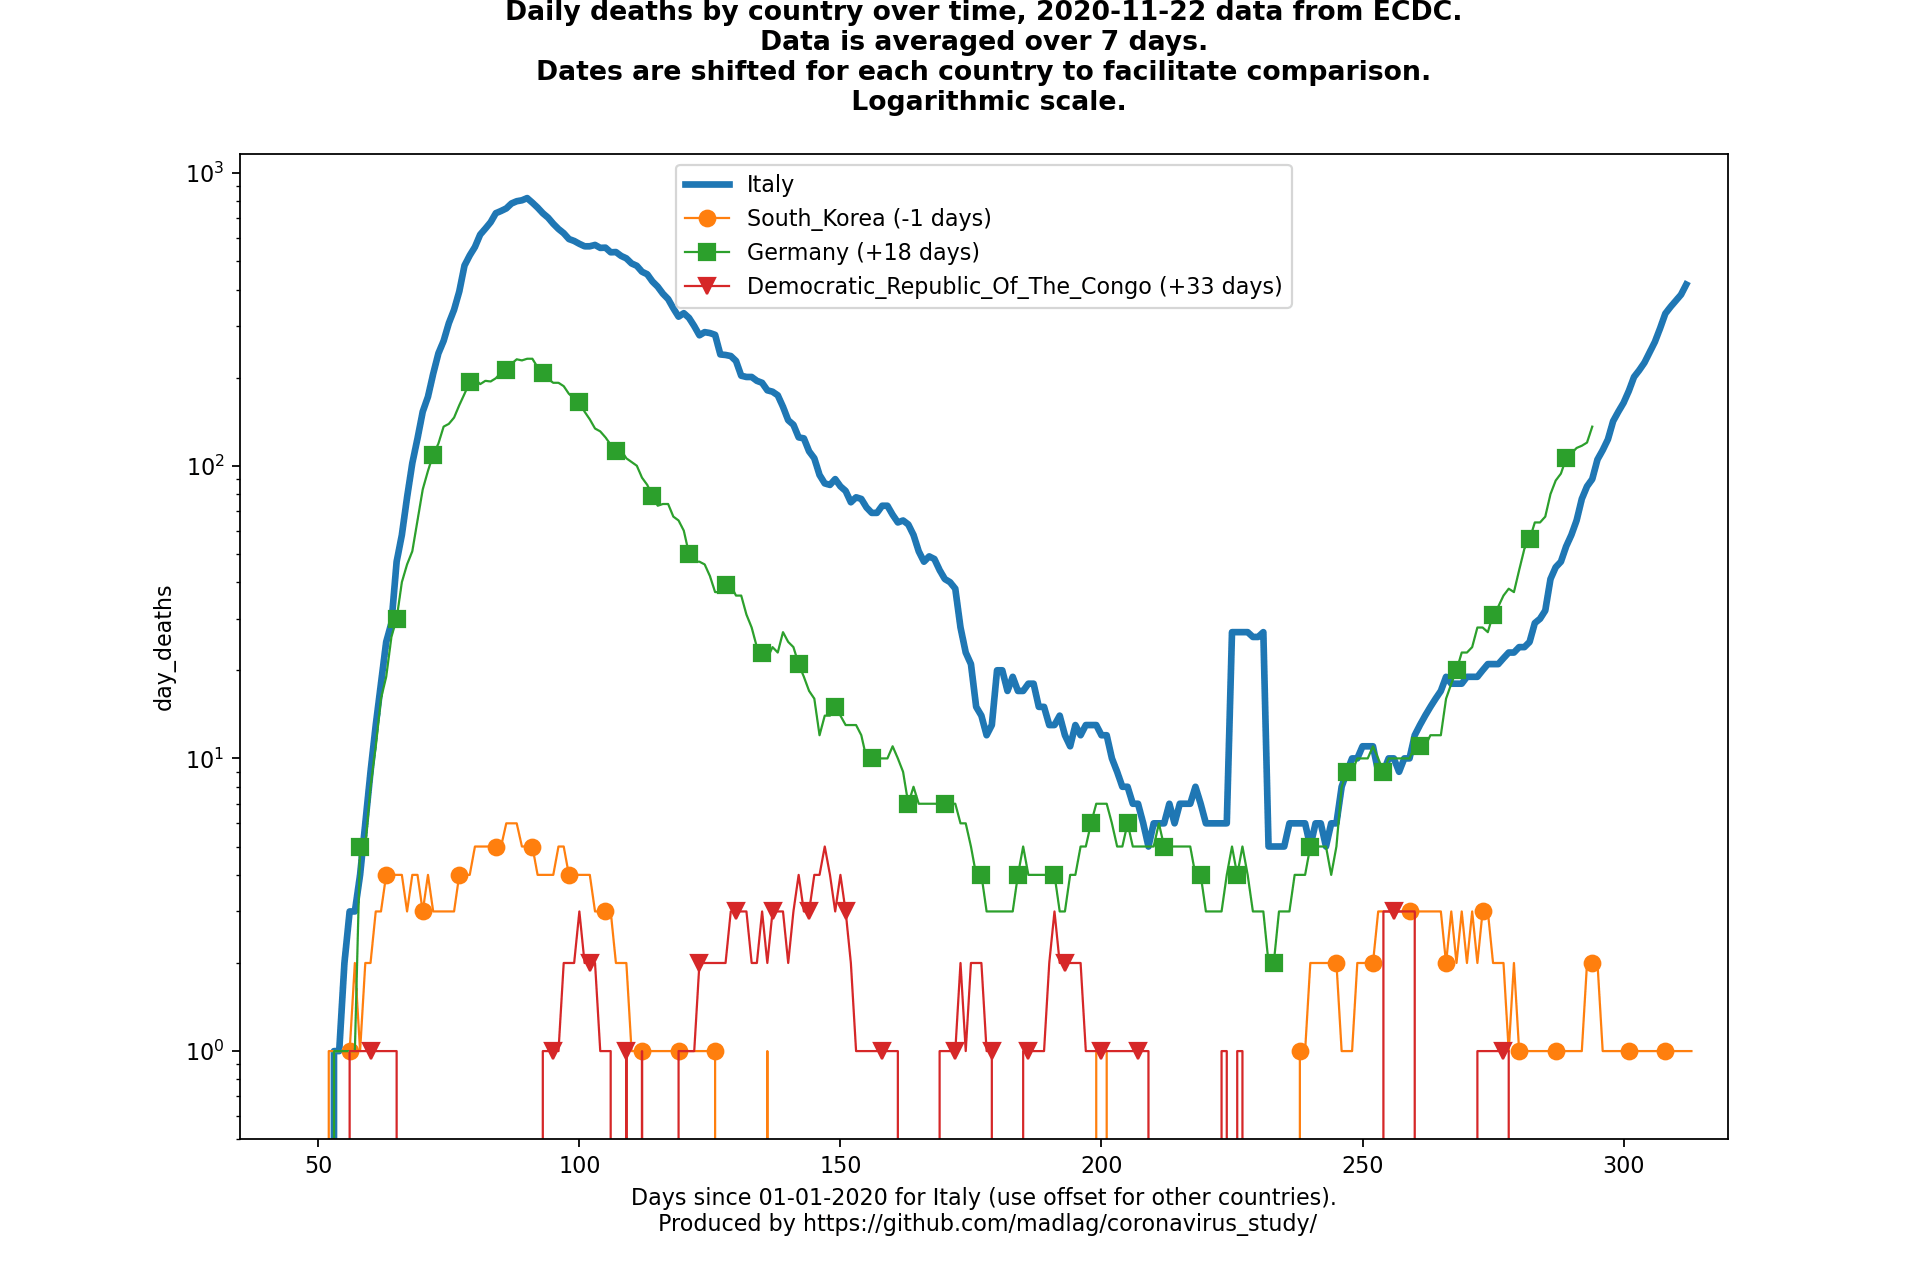 Daily deaths by country over time, 2020-11-22 data from ECDC.
Data is averaged over 7 days.
Dates are shifted for each country to facilitate comparison.
Logarithmic scale.
10³
10²
10¹
10⁰
day_deaths
Italy
South_Korea (-1 days)
Germany (+18 days)
Democratic_Republic_Of_The_Congo (+33 days)
50 100 150 200 250 300
Days since 01-01-2020 for Italy (use offset for other countries).
Produced by https://github.com/madlag/coronavirus_study/